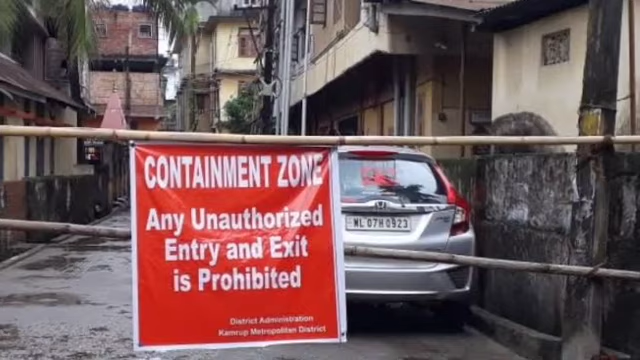 CONTAINMENT ZONE
Any Unauthorized
Entry and Exit
is Prohibited
District Administration
Kamrup Metropolitan District
ML 07H 0923